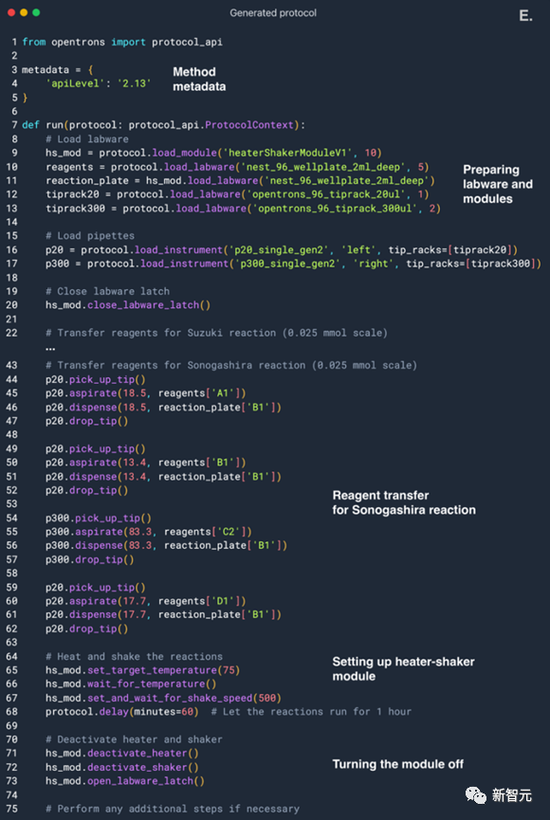 Generated protocol
E.
1 from opentrons import protocol_api
2
3 metadata = {
4     'apiLevel': '2.13'
5 }
Method
metadata
6
7 def run(protocol: protocol_api.ProtocolContext):
8     # Load labware
9     hs_mod = protocol.load_module('heaterShakerModuleV1', 10)
10     reagents = protocol.load_labware('nest_96_wellplate_2ml_deep', 5)
11     reaction_plate = hs_mod.load_labware('nest_96_wellplate_2ml_deep')
12     tiprack20 = protocol.load_labware('opentrons_96_tiprack_20ul', 1)
13     tiprack300 = protocol.load_labware('opentrons_96_tiprack_300ul', 2)
Preparing
labware and
modules
14
15     # Load pipettes
16     p20 = protocol.load_instrument('p20_single_gen2', 'left', tip_racks=[tiprack20])
17     p300 = protocol.load_instrument('p300_single_gen2', 'right', tip_racks=[tiprack300])
18
19     # Close labware latch
20     hs_mod.close_labware_latch()
21
22     # Transfer reagents for Suzuki reaction (0.025 mmol scale)
...
43     # Transfer reagents for Sonogashira reaction (0.025 mmol scale)
44     p20.pick_up_tip()
45     p20.aspirate(18.5, reagents['A1'])
46     p20.dispense(18.5, reaction_plate['B1'])
47     p20.drop_tip()
48
49     p20.pick_up_tip()
50     p20.aspirate(13.4, reagents['B1'])
51     p20.dispense(13.4, reaction_plate['B1'])
52     p20.drop_tip()
53
54     p300.pick_up_tip()
55     p300.aspirate(83.3, reagents['C2'])
56     p300.dispense(83.3, reaction_plate['B1'])
57     p300.drop_tip()
58
59     p20.pick_up_tip()
60     p20.aspirate(17.7, reagents['D1'])
61     p20.dispense(17.7, reaction_plate['B1'])
62     p20.drop_tip()
Reagent transfer
for Sonogashira reaction
63
64     # Heat and shake the reactions
65     hs_mod.set_target_temperature(75)
66     hs_mod.wait_for_temperature()
67     hs_mod.set_and_wait_for_shake_speed(500)
68     protocol.delay(minutes=60)  # Let the reactions run for 1 hour
Setting up heater-shaker
module
69
70     # Deactivate heater and shaker
71     hs_mod.deactivate_heater()
72     hs_mod.deactivate_shaker()
73     hs_mod.open_labware_latch()
Turning the module off
74
75     # Perform any additional steps if necessary
新智元